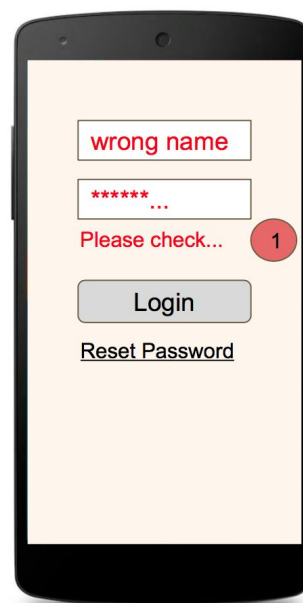 wrong name
******...
Please check...
1
Login
Reset Password